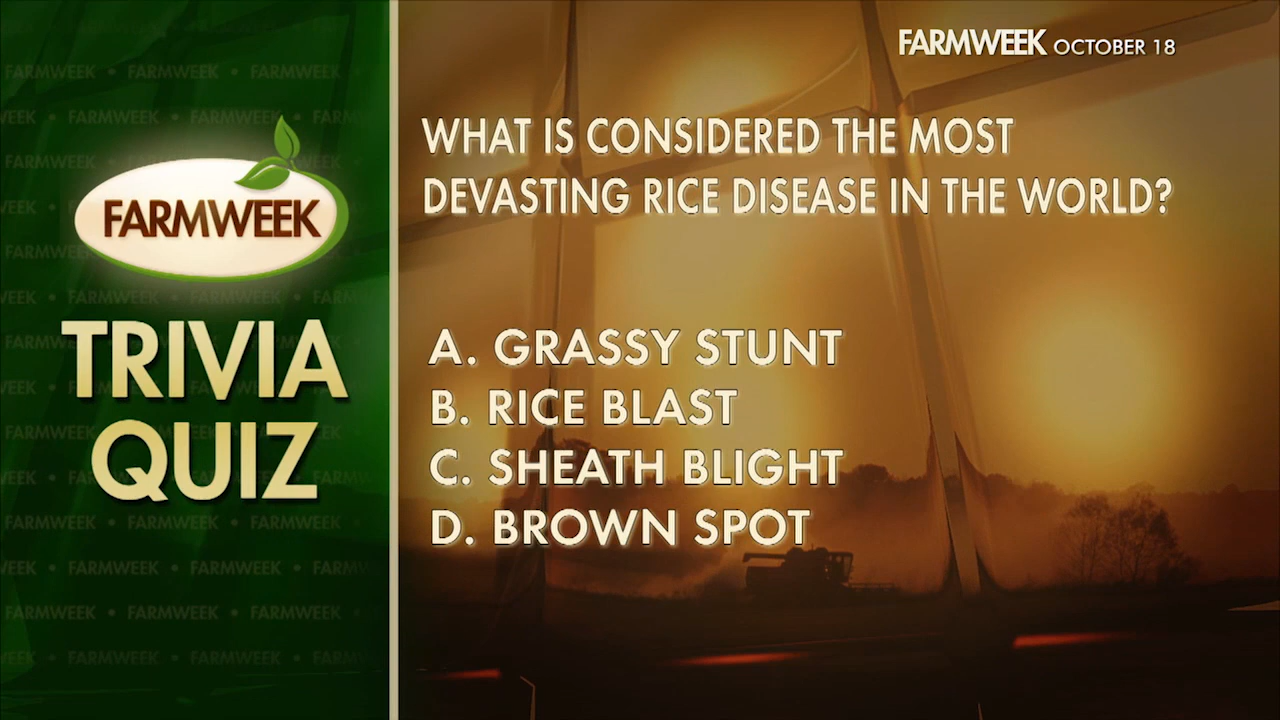 FARMWEEK OCTOBER 18
FARMWEEK
TRIVIA
QUIZ
WHAT IS CONSIDERED THE MOST
DEVASTING RICE DISEASE IN THE WORLD?
A. GRASSY STUNT
B. RICE BLAST
C. SHEATH BLIGHT
D. BROWN SPOT